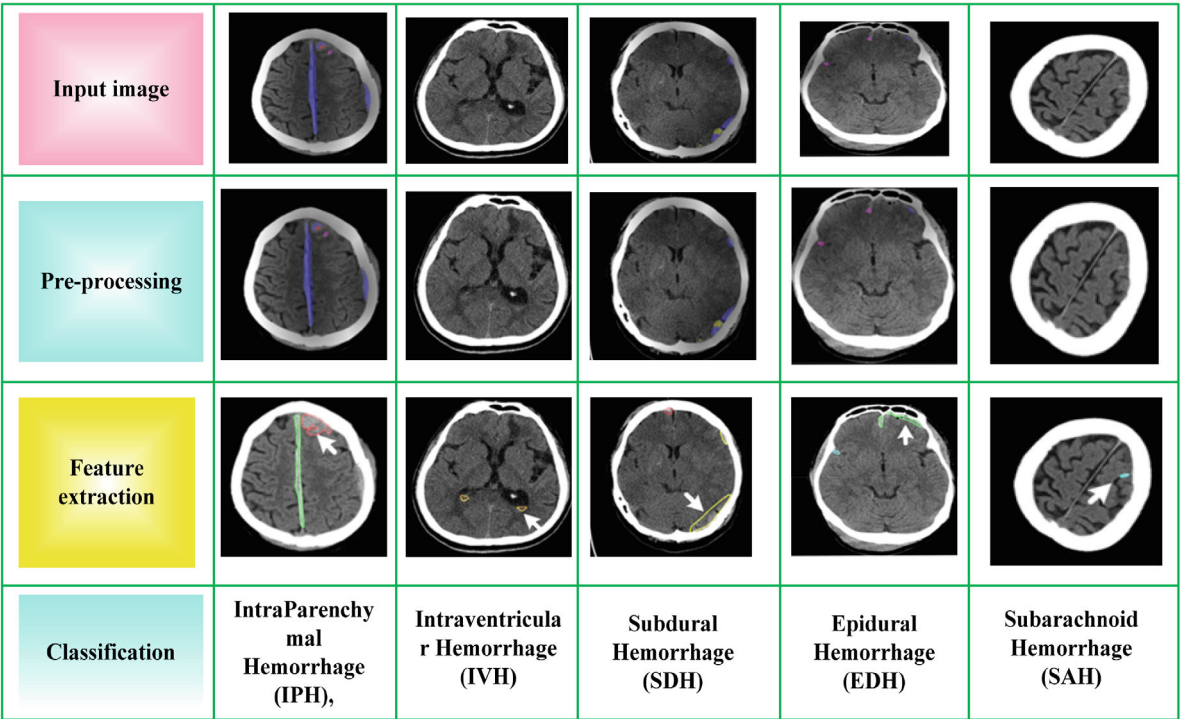 Input image
Pre-processing
Feature
extraction
Classification
IntraParenchy
mal
Hemorrhage
(IPH),
Intraventricula
r Hemorrhage
(IVH)
Subdural
Hemorrhage
(SDH)
Epidural
Hemorrhage
(EDH)
Subarachnoid
Hemorrhage
(SAH)